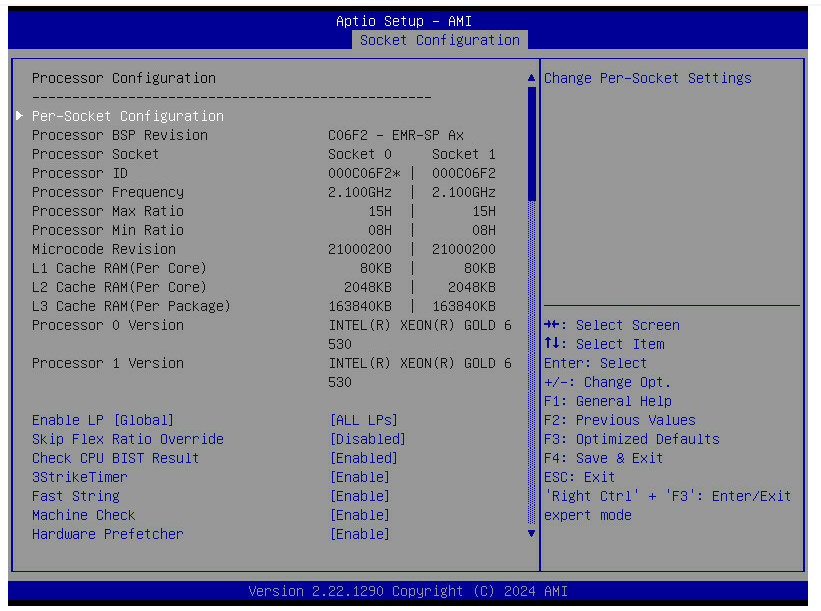 Aptio Setup - AMI
Socket Configuration
Processor Configuration
--------------------------------------------------
Per-Socket Configuration
Processor BSP Revision C06F2 - EMR-SP Ax
Processor Socket Socket 0 Socket 1
Processor ID 000C06F2* | 000C06F2
Processor Frequency 2.100GHz | 2.100GHz
Processor Max Ratio 15H | 15H
Processor Min Ratio 08H | 08H
Microcode Revision 21000200 | 21000200
L1 Cache RAM(Per Core) 80KB | 80KB
L2 Cache RAM(Per Core) 2048KB | 2048KB
L3 Cache RAM(Per Package) 163840KB | 163840KB
Processor 0 Version INTEL(R) XEON(R) GOLD 6
530
Processor 1 Version INTEL(R) XEON(R) GOLD 6
530
Enable LP [Global] [ALL LPs]
Skip Flex Ratio Override [Disabled]
Check CPU BIST Result [Enabled]
3StrikeTimer [Enable]
Fast String [Enable]
Machine Check [Enable]
Hardware Prefetcher [Enable]
Change Per-Socket Settings
→←: Select Screen
↑↓: Select Item
Enter: Select
+/-: Change Opt.
F1: General Help
F2: Previous Values
F3: Optimized Defaults
F4: Save & Exit
ESC: Exit
'Right Ctrl' + 'F3': Enter/Exit
expert mode
Version 2.22.1290 Copyright (C) 2024 AMI